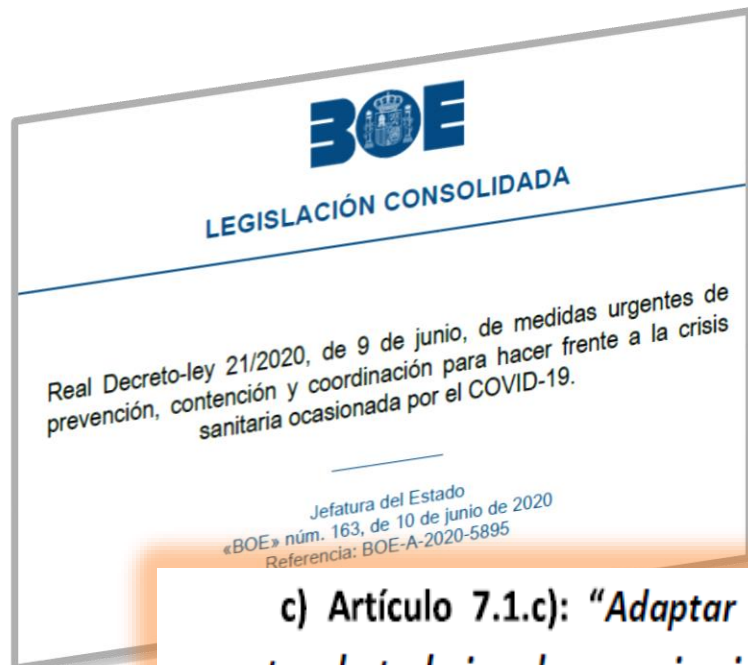 BOE
LEGISLACIÓN CONSOLIDADA
Real Decreto-ley 21/2020, de 9 de junio, de medidas urgentes de
prevención, contención y coordinación para hacer frente a la crisis
sanitaria ocasionada por el COVID-19.
Jefatura del Estado
«BOE» núm. 163, de 10 de junio de 2020
Referencia: BOE-A-2020-5895
c) Artículo 7.1.c): “Adaptar